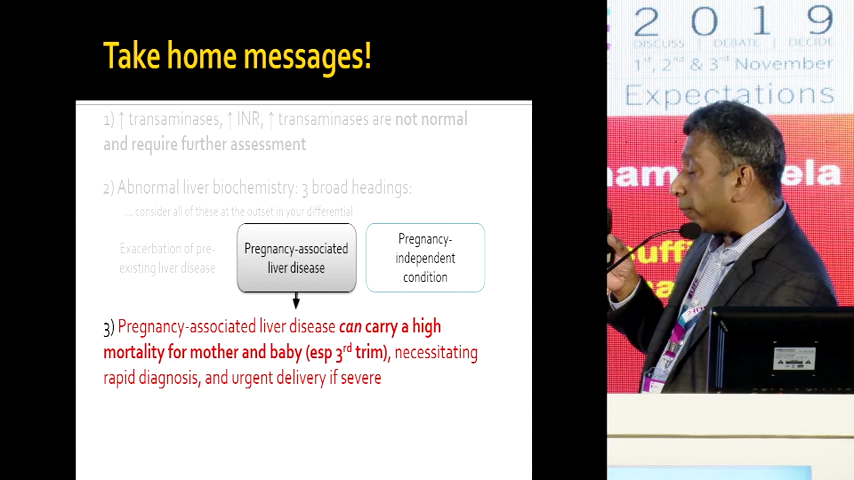 Take home messages!
1) ↑ transaminases, ↑ INR, ↑ transaminases are not normal
and require further assessment
2) Abnormal liver biochemistry: 3 broad headings:
... consider all of these at the outset in your differential
Exacerbation of pre-
existing liver disease
Pregnancy-associated
liver disease
Pregnancy-
independent
condition
3) Pregnancy-associated liver disease can carry a high
mortality for mother and baby (esp 3rd trim), necessitating
rapid diagnosis, and urgent delivery if severe
2019
DISCUSS | DEBATE | DECIDE
1st, 2nd & 3rd November
Expectations